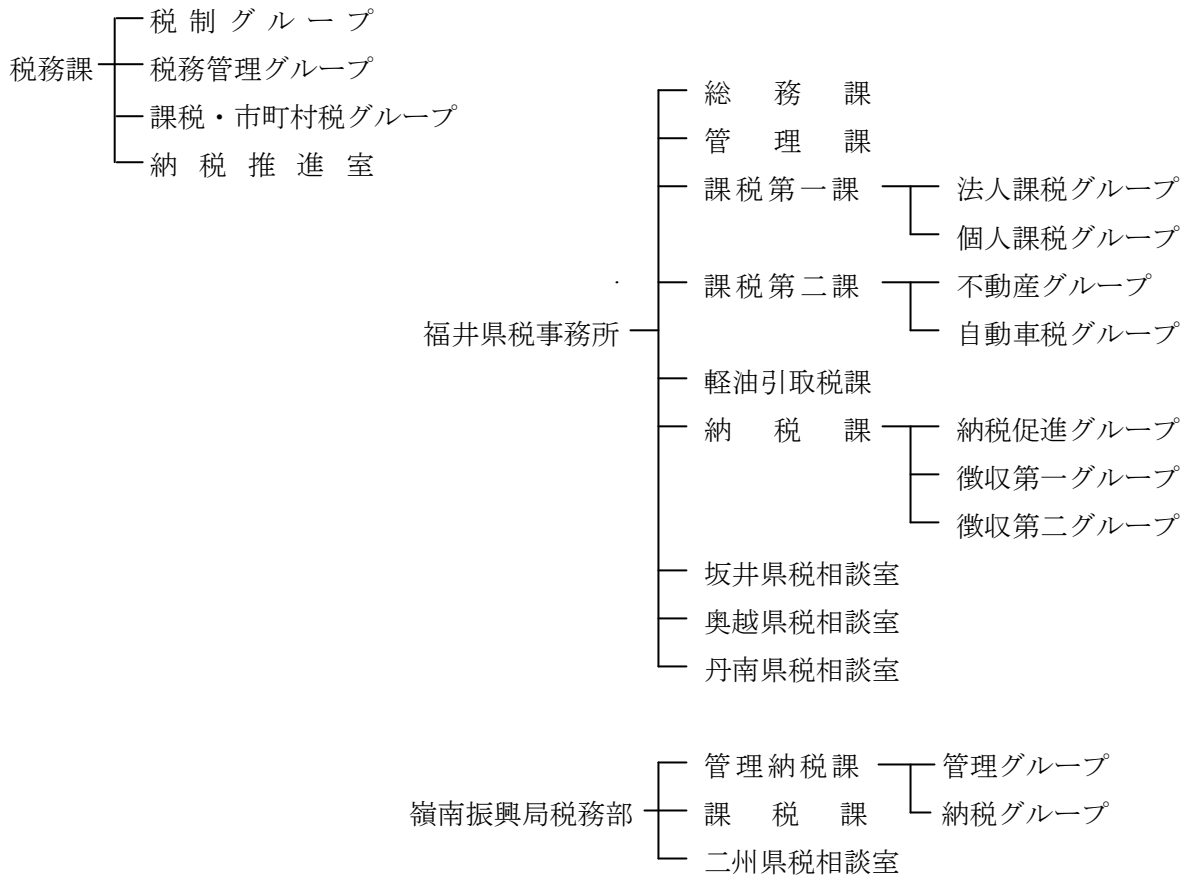 税制グループ
税務課
税務管理グループ
課税・市町村税グループ
納税推進室
福井県税事務所
総務課
管理課
課税第一課
法人課税グループ
個人課税グループ
課税第二課
不動産グループ
自動車税グループ
軽油引取税課
納税課
納税促進グループ
徴収第一グループ
徴収第二グループ
坂井県税相談室
奥越県税相談室
丹南県税相談室
嶺南振興局税務部
管理納税課
管理グループ
納税グループ
課税課
二州県税相談室